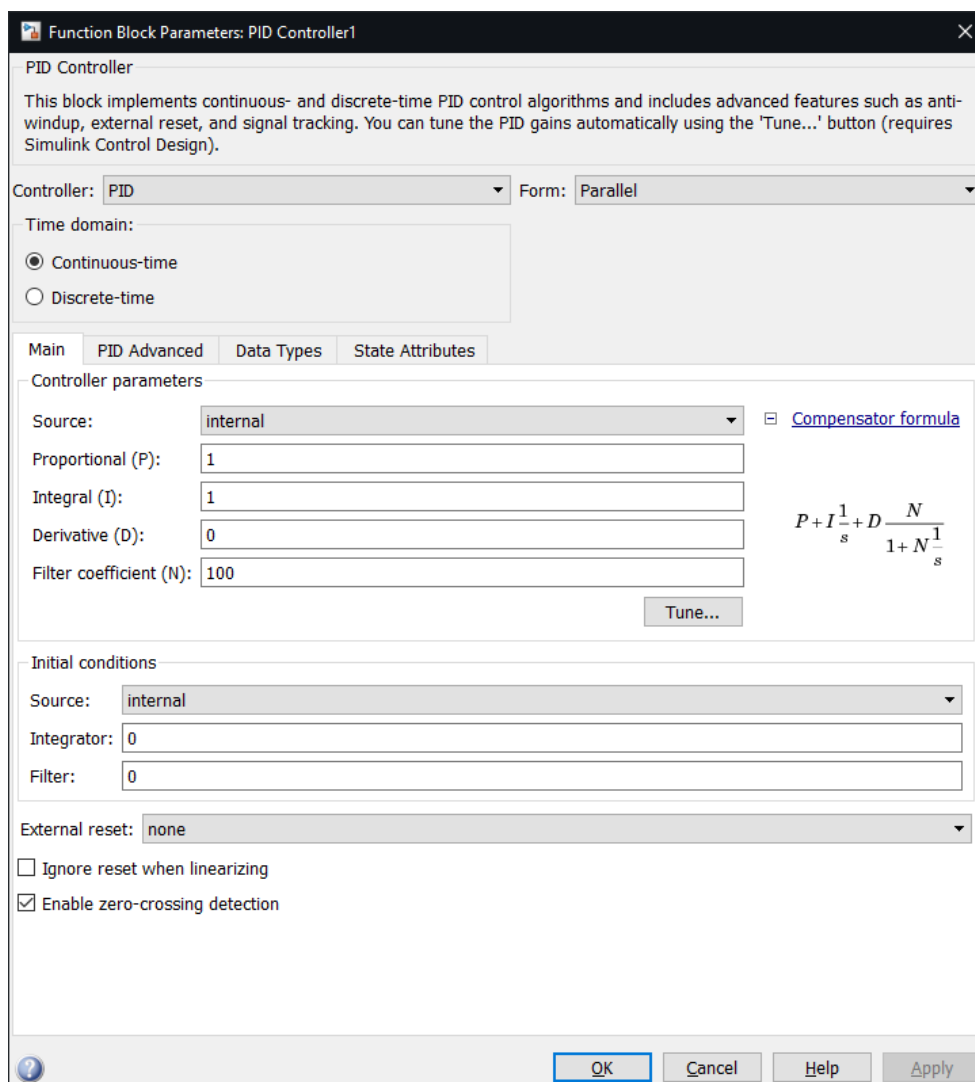 Function Block Parameters: PID Controller1
PID Controller
This block implements continuous- and discrete-time PID control algorithms and includes advanced features such as anti-
windup, external reset, and signal tracking. You can tune the PID gains automatically using the 'Tune...' button (requires
Simulink Control Design).
Controller: PID Form: Parallel
Time domain:
Continuous-time
Discrete-time
Main PID Advanced Data Types State Attributes
Controller parameters
Source: internal Compensator formula
Proportional (P): 1
Integral (I): 1
Derivative (D): 0
Filter coefficient (N): 100
P + I 1/s + D N/(1 + N 1/s)
Tune...
Initial conditions
Source: internal
Integrator: 0
Filter: 0
External reset: none
Ignore reset when linearizing
Enable zero-crossing detection
? OK Cancel Help Apply